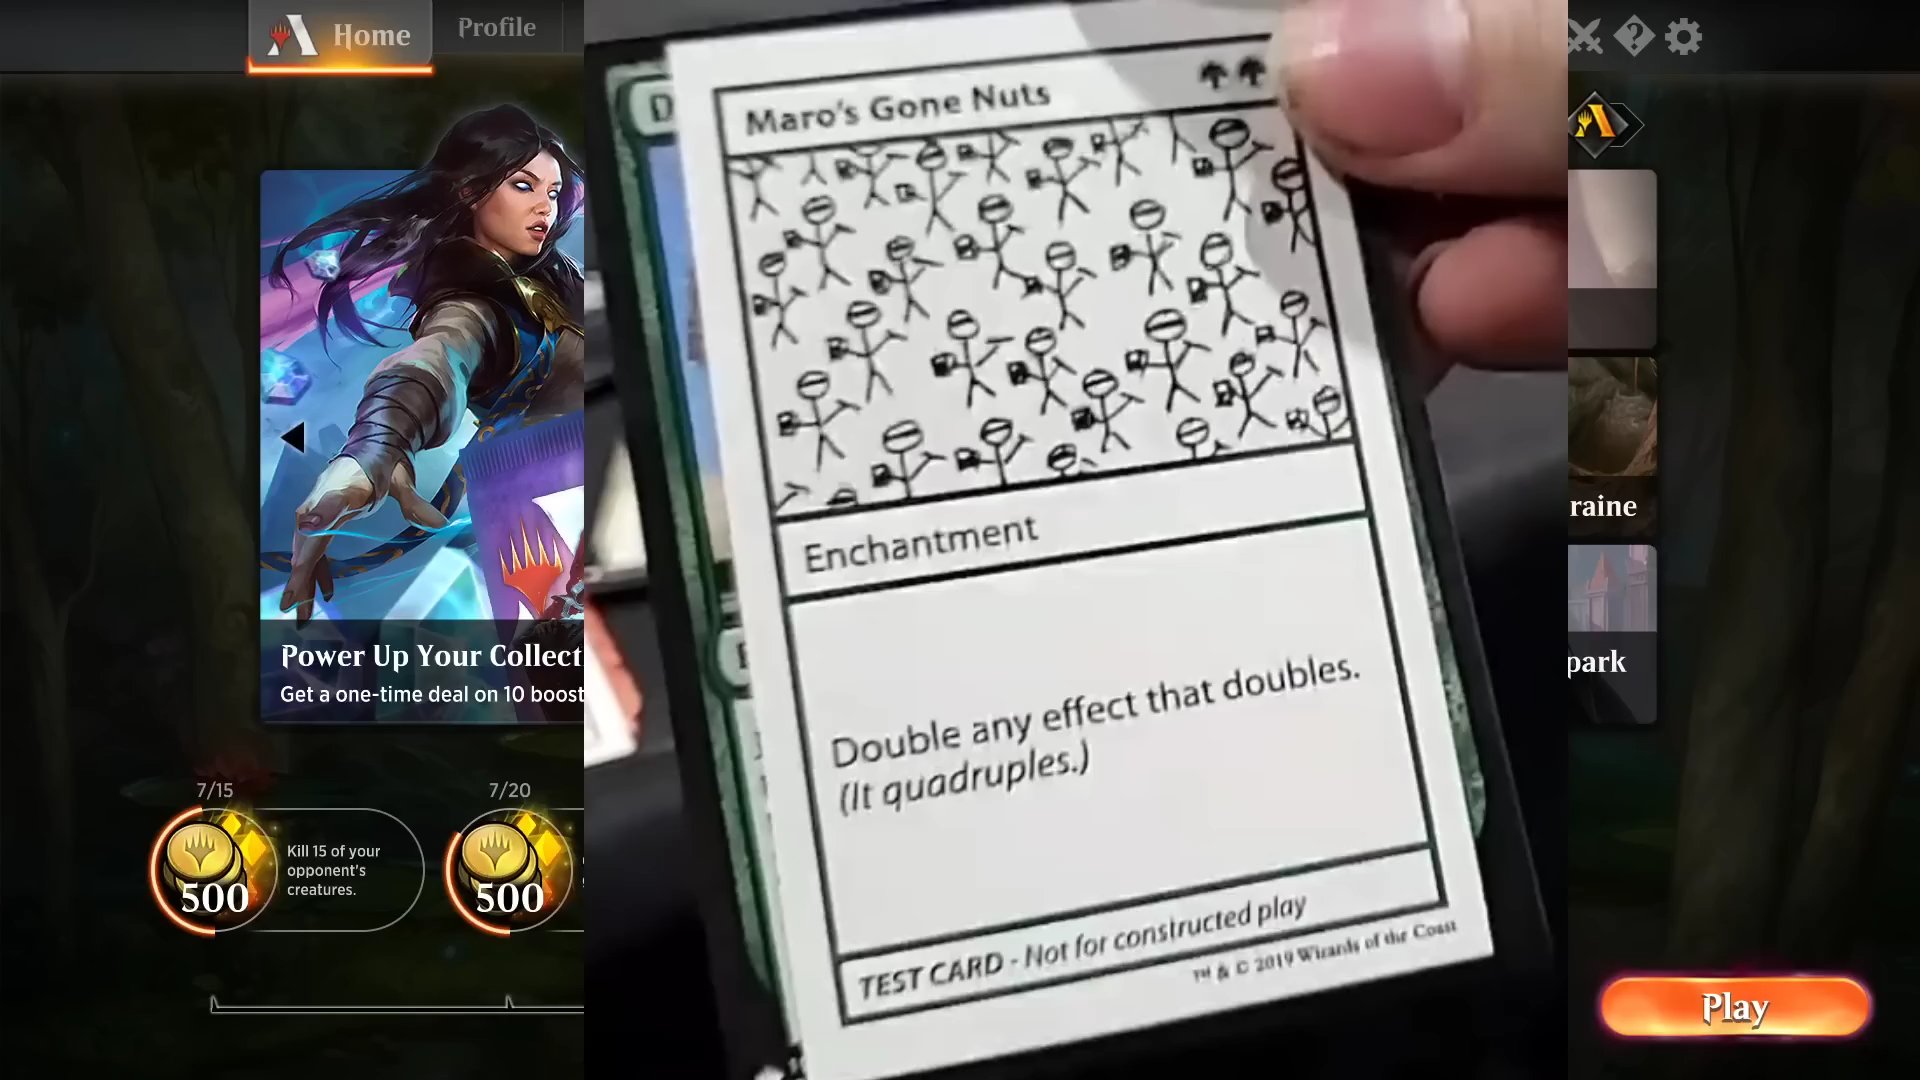 Home
Profile
Maro's Gone Nuts
Enchantment
Double any effect that doubles.
(It quadruples.)
TEST CARD - Not for constructed play
™ & © 2019 Wizards of the Coast
Power Up Your Collect
Get a one-time deal on 10 boost
7/15
500
Kill 15 of your
opponent's
creatures.
7/20
500
raine
park
Play